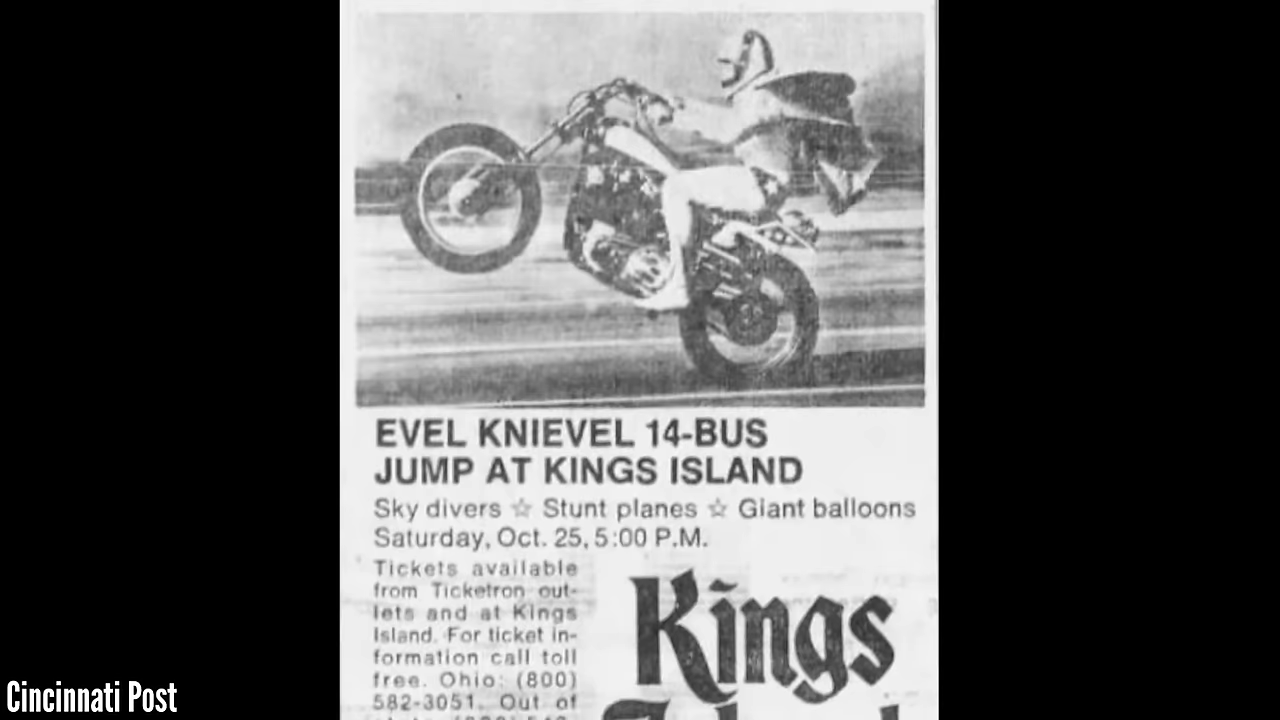 EVEL KNIEVEL 14-BUS
JUMP AT KINGS ISLAND
Sky divers ☆ Stunt planes ☆ Giant balloons
Saturday, Oct. 25, 5:00 P.M.
Tickets available
from Ticketron out-
lets and at Kings
Island. For ticket in-
formation call toll
free. Ohio: (800)
582-3051. Out of
Kings
Cincinnati Post